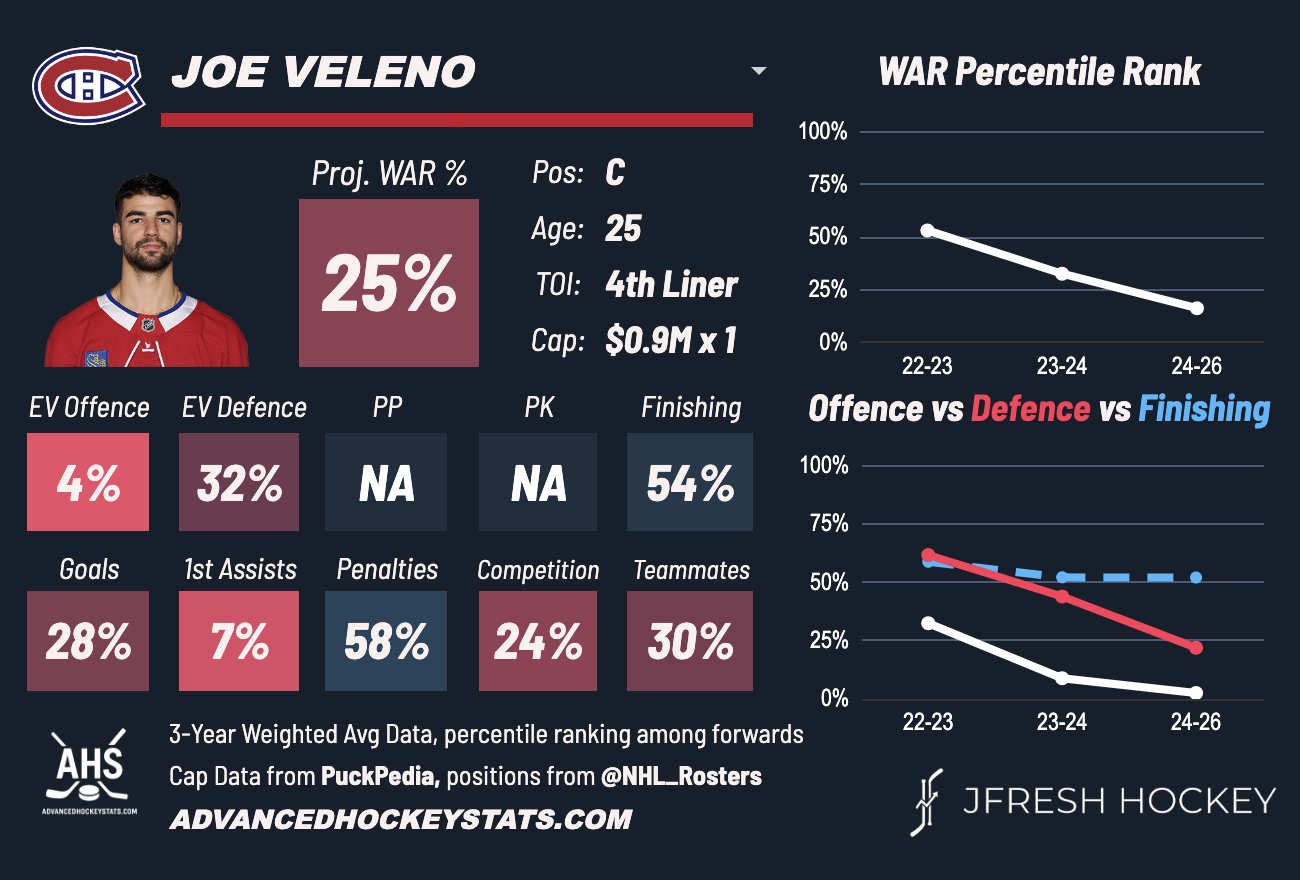 JOE VELENO
WAR Percentile Rank
Proj. WAR %
25%
Pos: C
Age: 25
TOI: 4th Liner
Cap: $0.9M x 1
100%
75%
50%
25%
0%
22-23 23-24 24-26
EV Offence EV Defence PP PK Finishing
4% 32% NA NA 54%
Goals 1st Assists Penalties Competition Teammates
28% 7% 58% 24% 30%
Offence vs Defence vs Finishing
100%
75%
50%
25%
0%
22-23 23-24 24-26
AHS
ADVANCEDHOCKEYSTATS.COM
3-Year Weighted Avg Data, percentile ranking among forwards
Cap Data from PuckPedia, positions from @NHL_Rosters
ADVANCEDHOCKEYSTATS.COM
JFRESH HOCKEY